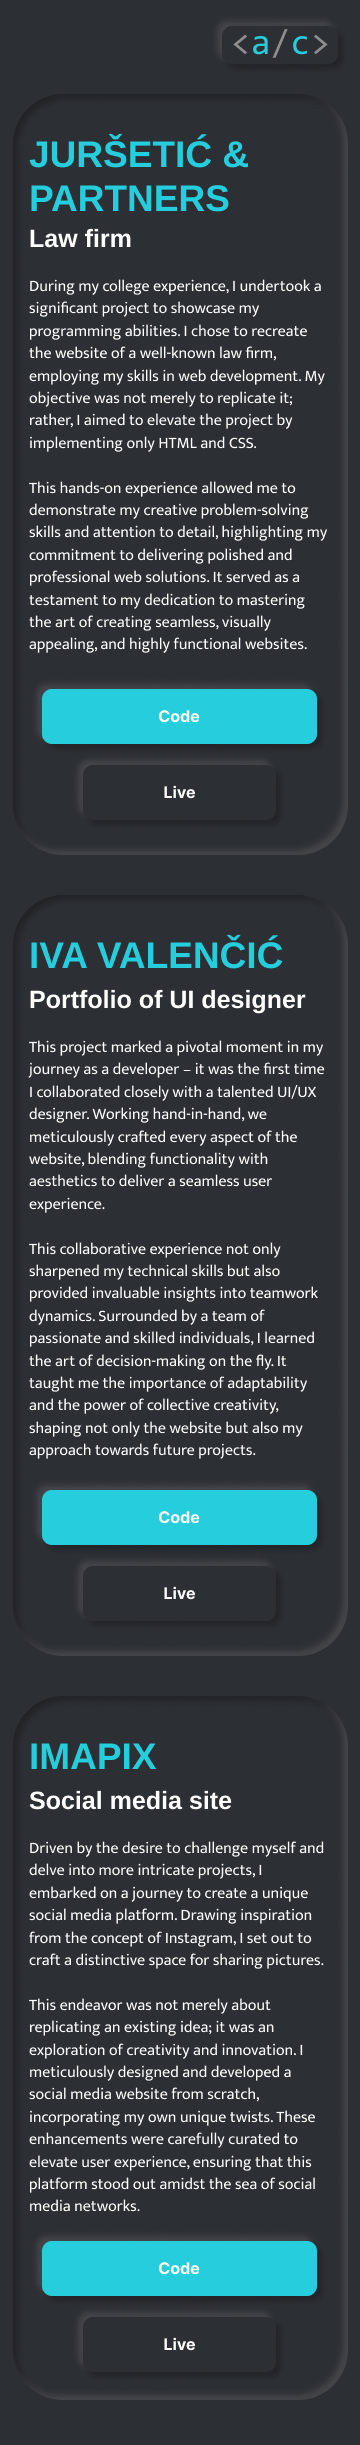 <a/c>
JURŠETIĆ &
PARTNERS
Law firm
During my college experience, I undertook a
significant project to showcase my
programming abilities. I chose to recreate
the website of a well-known law firm,
employing my skills in web development. My
objective was not merely to replicate it;
rather, I aimed to elevate the project by
implementing only HTML and CSS.
This hands-on experience allowed me to
demonstrate my creative problem-solving
skills and attention to detail, highlighting my
commitment to delivering polished and
professional web solutions. It served as a
testament to my dedication to mastering
the art of creating seamless, visually
appealing, and highly functional websites.
Code
Live
IVA VALENČIĆ
Portfolio of UI designer
This project marked a pivotal moment in my
journey as a developer – it was the first time
I collaborated closely with a talented UI/UX
designer. Working hand-in-hand, we
meticulously crafted every aspect of the
website, blending functionality with
aesthetics to deliver a seamless user
experience.
This collaborative experience not only
sharpened my technical skills but also
provided invaluable insights into teamwork
dynamics. Surrounded by a team of
passionate and skilled individuals, I learned
the art of decision-making on the fly. It
taught me the importance of adaptability
and the power of collective creativity,
shaping not only the website but also my
approach towards future projects.
Code
Live
IMAPIX
Social media site
Driven by the desire to challenge myself and
delve into more intricate projects, I
embarked on a journey to create a unique
social media platform. Drawing inspiration
from the concept of Instagram, I set out to
craft a distinctive space for sharing pictures.
This endeavor was not merely about
replicating an existing idea; it was an
exploration of creativity and innovation. I
meticulously designed and developed a
social media website from scratch,
incorporating my own unique twists. These
enhancements were carefully curated to
elevate user experience, ensuring that this
platform stood out amidst the sea of social
media networks.
Code
Live